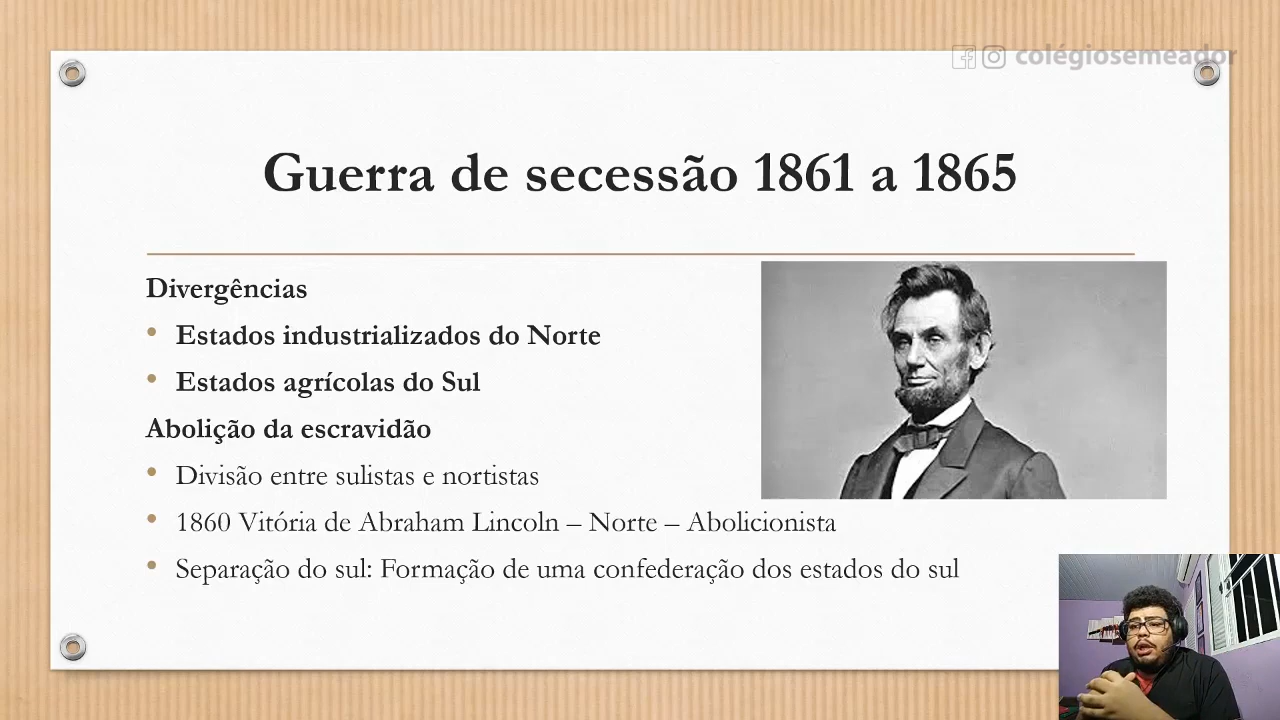 colégiosemeador
Guerra de secessão 1861 a 1865
Divergências
• Estados industrializados do Norte
• Estados agrícolas do Sul
Abolição da escravidão
• Divisão entre sulistas e nortistas
• 1860 Vitória de Abraham Lincoln – Norte – Abolicionista
• Separação do sul: Formação de uma confederação dos estados do sul